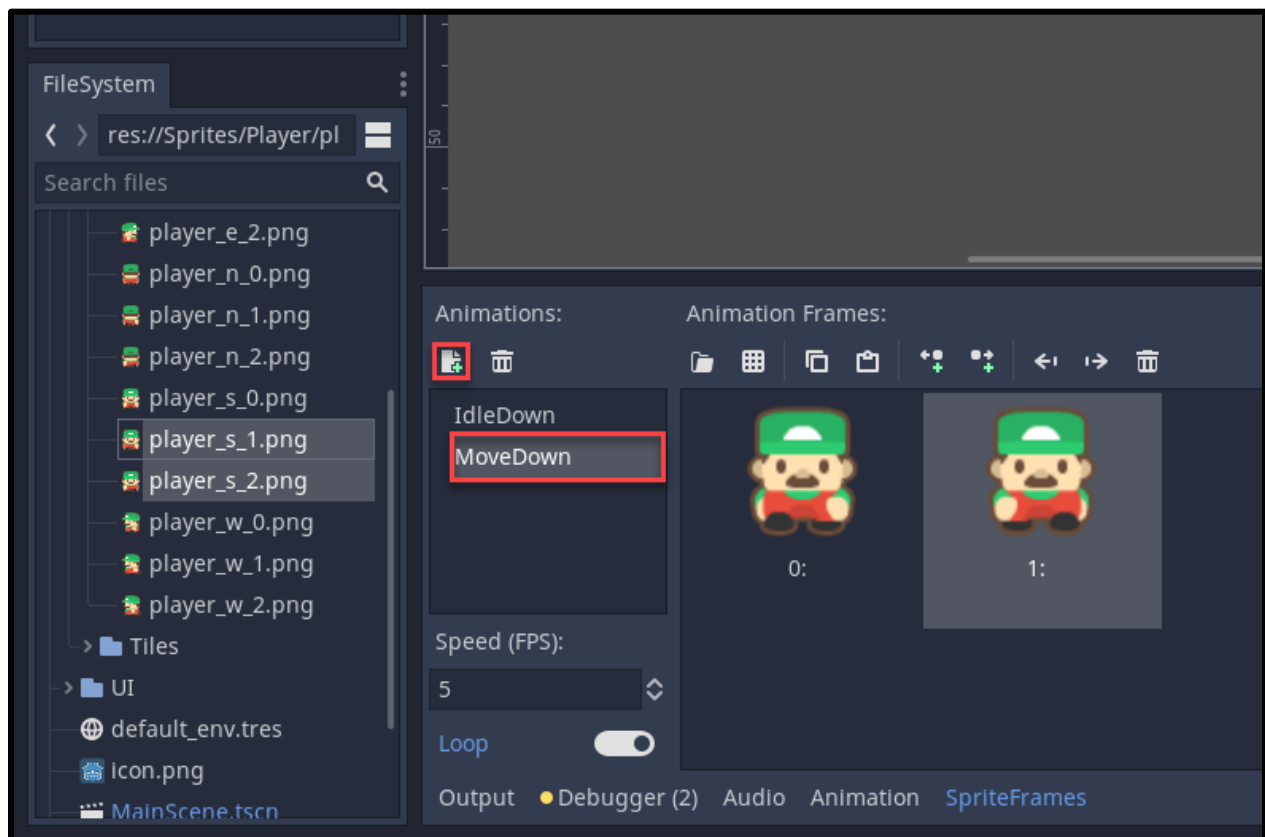 FileSystem
res://Sprites/Player/pl
Search files
player_e_2.png
player_n_0.png
player_n_1.png
player_n_2.png
player_s_0.png
player_s_1.png
player_s_2.png
player_w_0.png
player_w_1.png
player_w_2.png
Tiles
UI
default_env.tres
icon.png
MainScene.tscn
50
Animations:
IdleDown
MoveDown
Speed (FPS):
5
Loop
Animation Frames:
0:
1:
Output Debugger (2) Audio Animation SpriteFrames